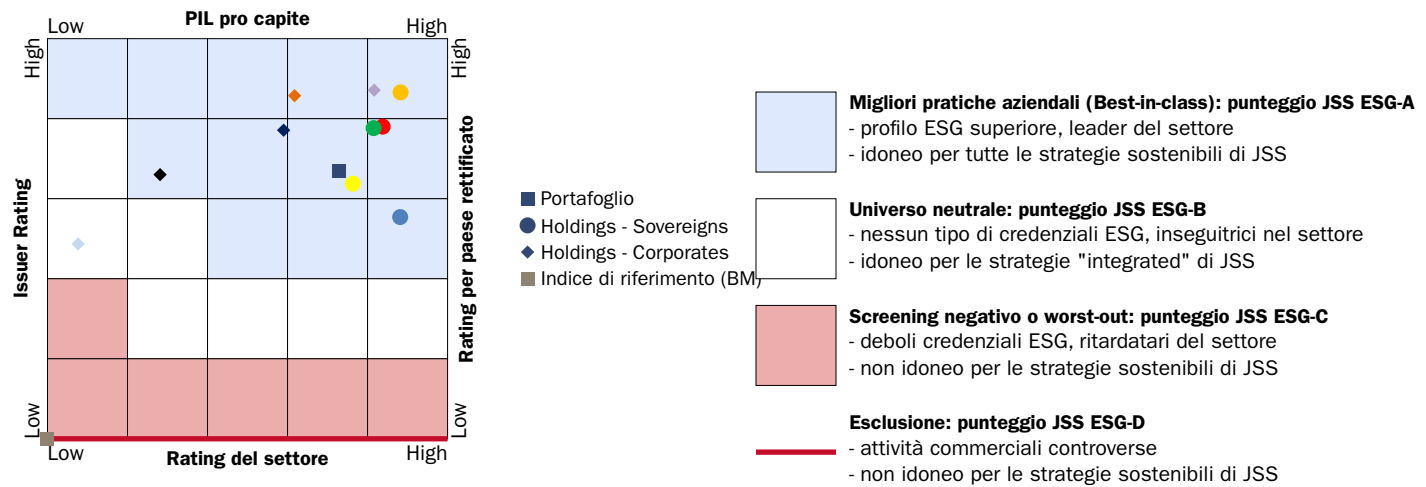 PIL pro capite
Low
High
High
High
Issuer Rating
Rating per paese rettificato
Low
Low
Low
High
Rating del settore
Portafoglio
Holdings - Sovereigns
Holdings - Corporates
Indice di riferimento (BM)
Migliori pratiche aziendali (Best-in-class): punteggio JSS ESG-A
- profilo ESG superiore, leader del settore
- idoneo per tutte le strategie sostenibili di JSS
Universo neutrale: punteggio JSS ESG-B
- nessun tipo di credenziali ESG, inseguitrici nel settore
- idoneo per le strategie "integrated" di JSS
Screening negativo o worst-out: punteggio JSS ESG-C
- deboli credenziali ESG, ritardatari del settore
- non idoneo per le strategie sostenibili di JSS
Esclusione: punteggio JSS ESG-D
- attività commerciali controverse
- non idoneo per le strategie sostenibili di JSS